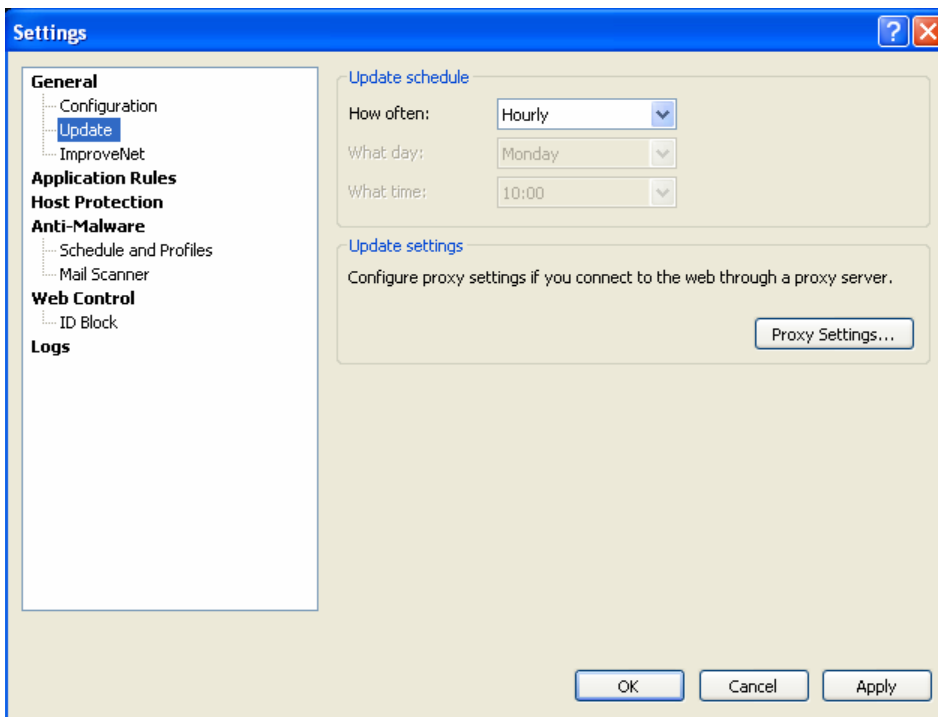 Settings
General
Configuration
Update
ImproveNet
Application Rules
Host Protection
Anti-Malware
Schedule and Profiles
Mail Scanner
Web Control
ID Block
Logs
Update schedule
How often: Hourly
What day: Monday
What time: 10:00
Update settings
Configure proxy settings if you connect to the web through a proxy server.
Proxy Settings...
OK Cancel Apply